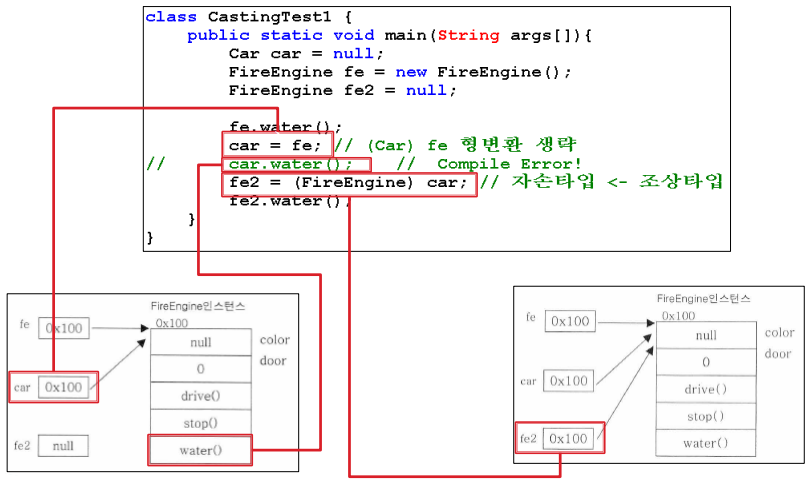 class CastingTest1 {
public static void main(String args[]){
Car car = null;
FireEngine fe = new FireEngine();
FireEngine fe2 = null;
fe.water();
car = fe; // (Car) fe 형변환 생략
// car.water(); // Compile Error!
fe2 = (FireEngine) car; // 자손타입 <- 조상타입
fe2.water();
}
}
FireEngine인스턴스
fe 0x100 0x100
null color
0 door
car 0x100 drive()
stop()
fe2 null water()
FireEngine인스턴스
fe 0x100 0x100
null color
0 door
car 0x100 drive()
stop()
fe2 0x100 water()